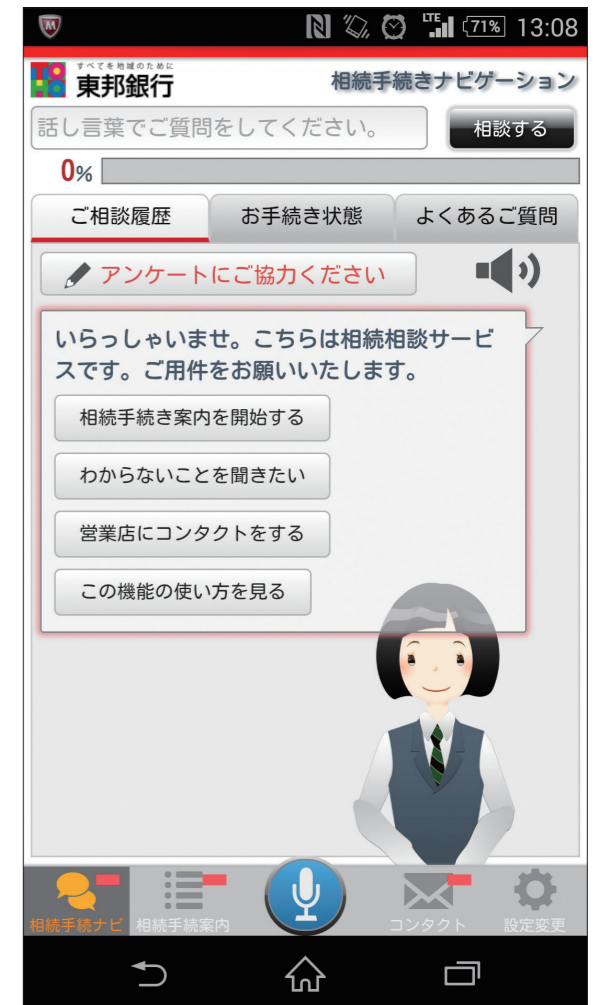 LTE 71% 13:08
すべてを地域のために
東邦銀行
相続手続きナビゲーション
話し言葉でご質問をしてください。
相談する
0%
ご相談履歴 お手続き状態 よくあるご質問
アンケートにご協力ください
いらっしゃいませ。こちらは相続相談サービ
スです。ご用件をお願いいたします。
相続手続き案内を開始する
わからないことを聞きたい
営業店にコンタクトをする
この機能の使い方を見る
相続手続ナビ 相続手続案内 コンタクト 設定変更